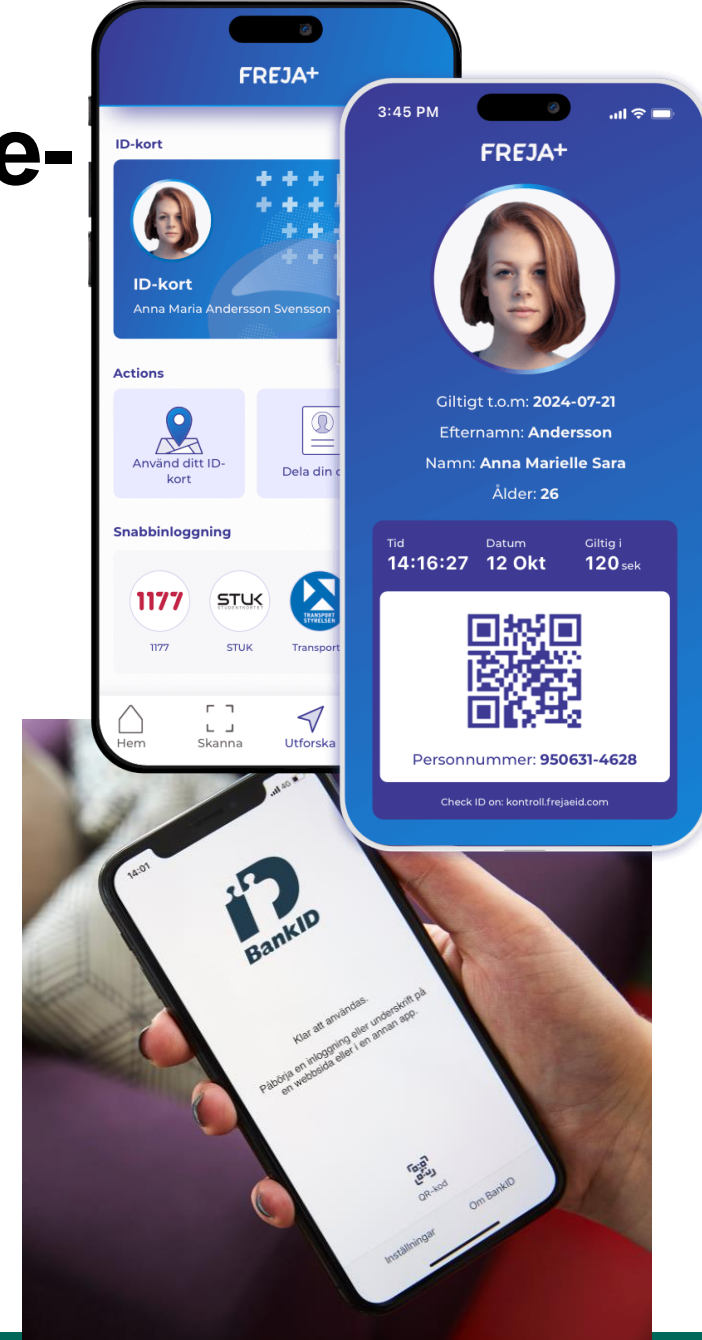 e-
FREJA+
ID-kort
ID-kort
Anna Maria Andersson Svensson
Actions
Använd ditt ID-
kort
Dela din
Snabbinloggning
1177
STUK
STUDENTKORTET
TRANSPORT
STYRELSEN
1177
STUK
Transport
Hem
Skanna
Utforska
3:45 PM
FREJA+
Giltigt t.o.m: 2024-07-21
Efternamn: Andersson
Namn: Anna Marielle Sara
Ålder: 26
Tid Datum Giltig i
14:16:27 12 Okt 120 sek
Personnummer: 950631-4628
Check ID on: kontroll.frejaeid.com
14:01
4G
BankID
Klar att användas.
Påbörja en inloggning eller underskrift på
en webbsida eller i en annan app.
QR-kod
Inställningar
Om BankID